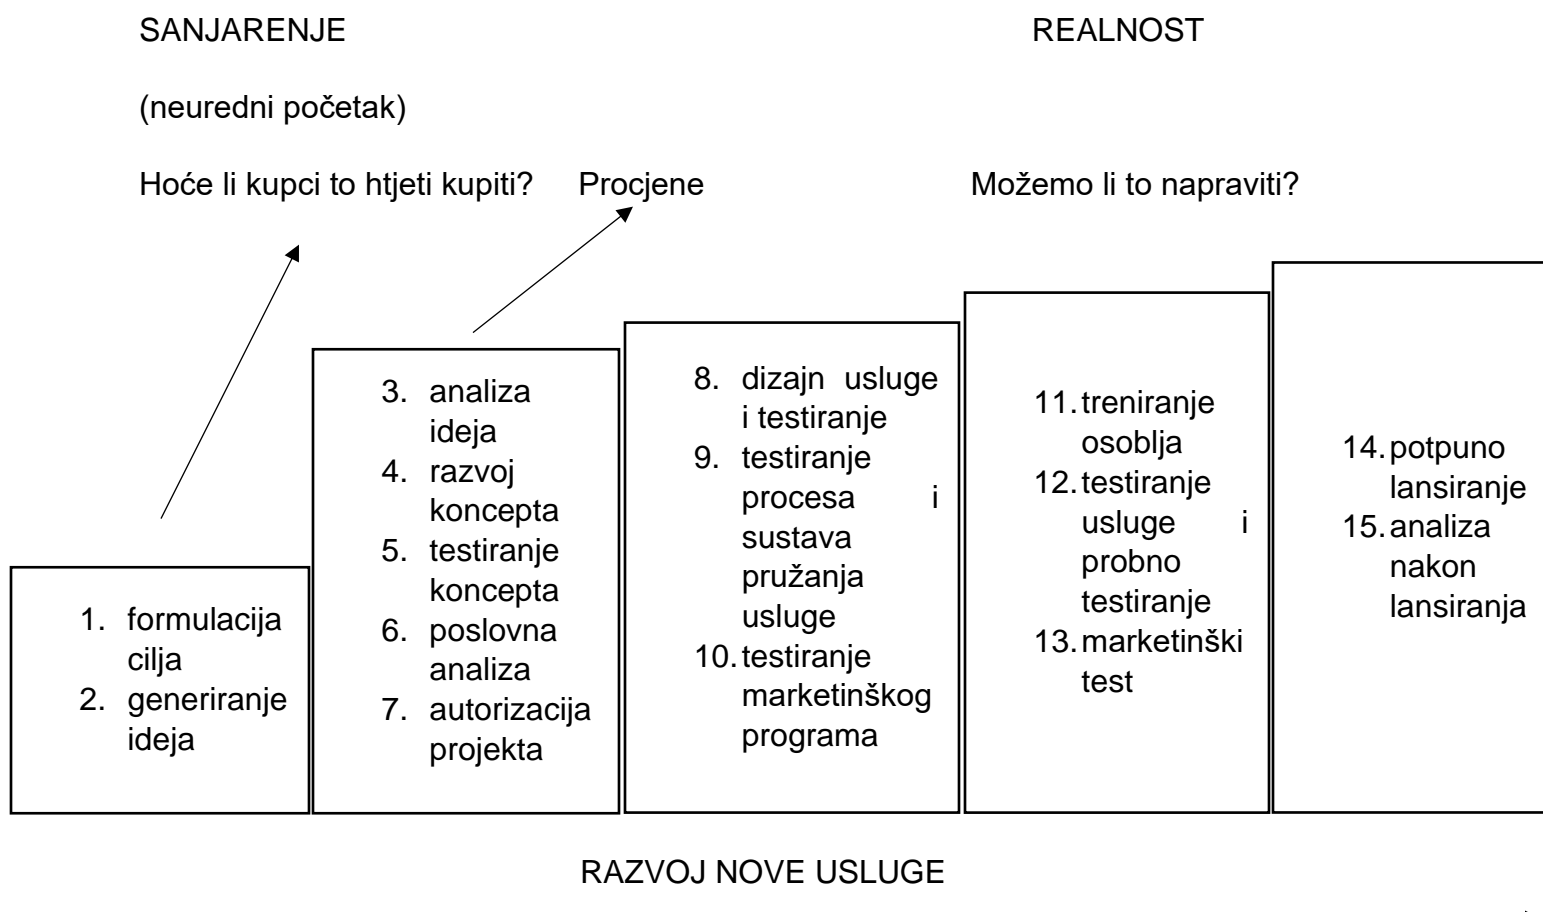 SANJARENJE REALNOST
(neuredni početak)
Hoće li kupci to htjeti kupiti? Procjene Možemo li to napraviti?
1. formulacija
cilja
2. generiranje
ideja
3. analiza
ideja
4. razvoj
koncepta
5. testiranje
koncepta
6. poslovna
analiza
7. autorizacija
projekta
8. dizajn usluge
i testiranje
9. testiranje
procesa i
sustava
pružanja
usluge
10. testiranje
marketinškog
programa
11. treniranje
osoblja
12. testiranje
usluge i
probno
testiranje
13. marketinški
test
14. potpuno
lansiranje
15. analiza
nakon
lansiranja
RAZVOJ NOVE USLUGE